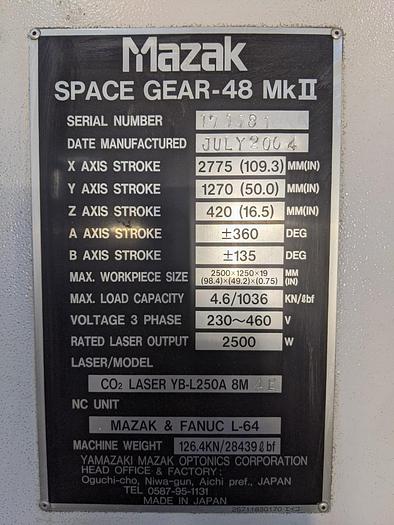 Mazak
SPACE GEAR-48 MkII
SERIAL NUMBER
DATE MANUFACTURED JULY 2004
X AXIS STROKE 2775 (109.3) MM(IN)
Y AXIS STROKE 1270 (50.0) MM(IN)
Z AXIS STROKE 420 (16.5) MM(IN)
A AXIS STROKE ±360 DEG
B AXIS STROKE ±135 DEG
MAX. WORKPIECE SIZE 2500×1250×19 (98.4)×(49.2)×(0.75) MM (IN)
MAX. LOAD CAPACITY 4.6/1036 KN/ℓbf
VOLTAGE 3 PHASE 230～460 V
RATED LASER OUTPUT 2500 W
LASER/MODEL
CO₂ LASER YB-L250A 8M
NC UNIT
MAZAK & FANUC L-64
MACHINE WEIGHT 126.4KN/28439ℓbf
YAMAZAKI MAZAK OPTONICS CORPORATION
HEAD OFFICE & FACTORY:
Oguchi-cho, Niwa-gun, Aichi pref., JAPAN
TEL 0587-95-1131
MADE IN JAPAN